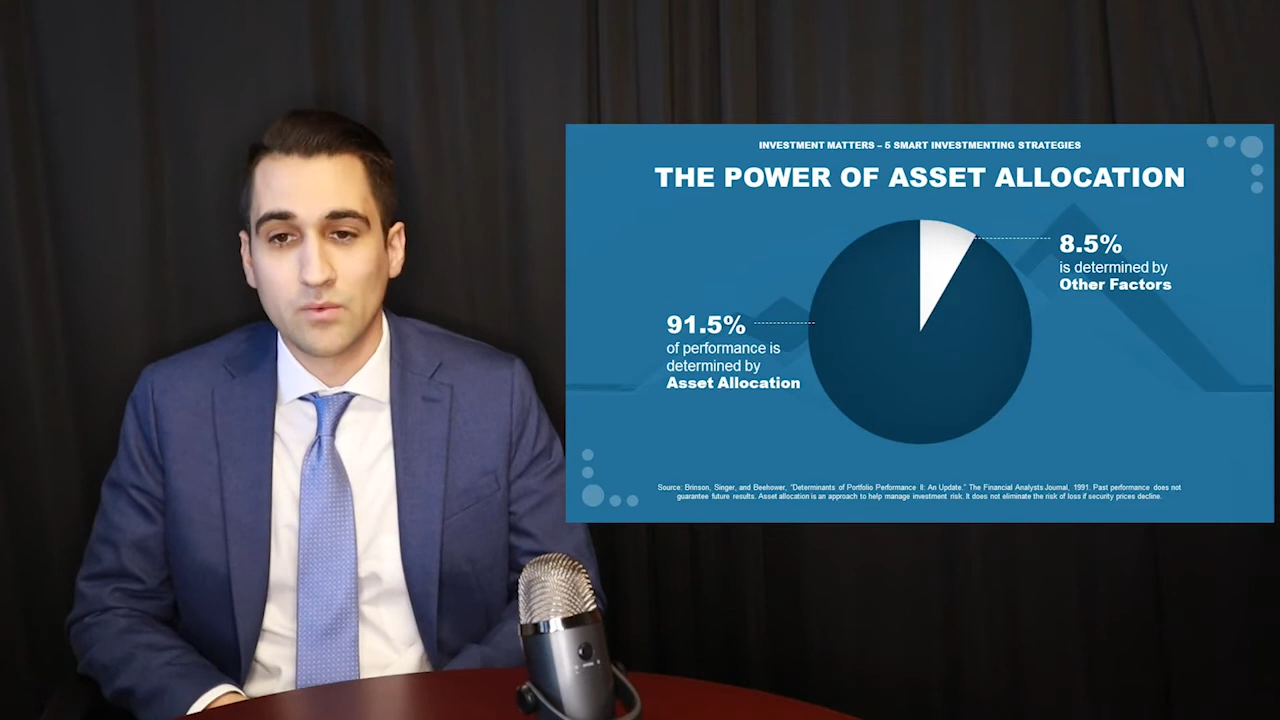 INVESTMENT MATTERS – 5 SMART INVESTMENTING STRATEGIES
THE POWER OF ASSET ALLOCATION
8.5%
is determined by
Other Factors
91.5%
of performance is
determined by
Asset Allocation
Source: Brinson, Singer, and Beehower, "Determinants of Portfolio Performance II: An Update." The Financial Analysts Journal, 1991. Past performance does not
guarantee future results. Asset allocation is an approach to help manage investment risk. It does not eliminate the risk of loss if security prices decline.